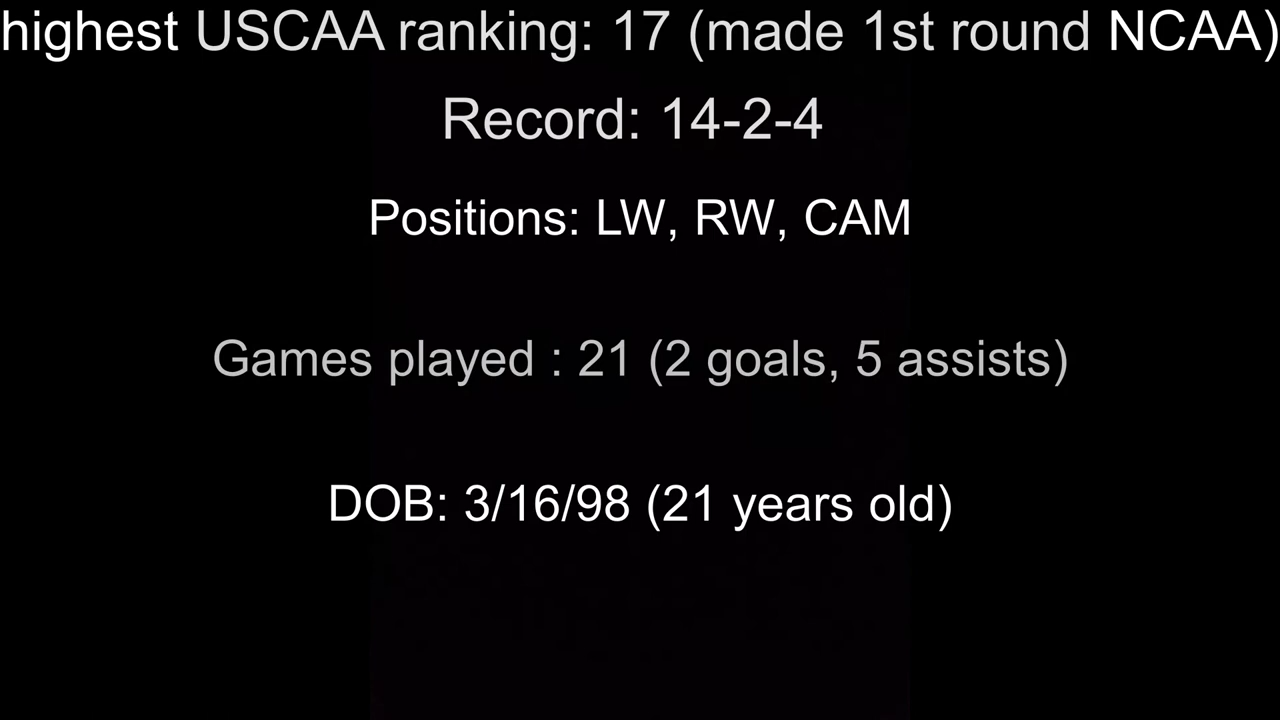 highest USCAA ranking: 17 (made 1st round NCAA)
Record: 14-2-4
Positions: LW, RW, CAM
Games played : 21 (2 goals, 5 assists)
DOB: 3/16/98 (21 years old)